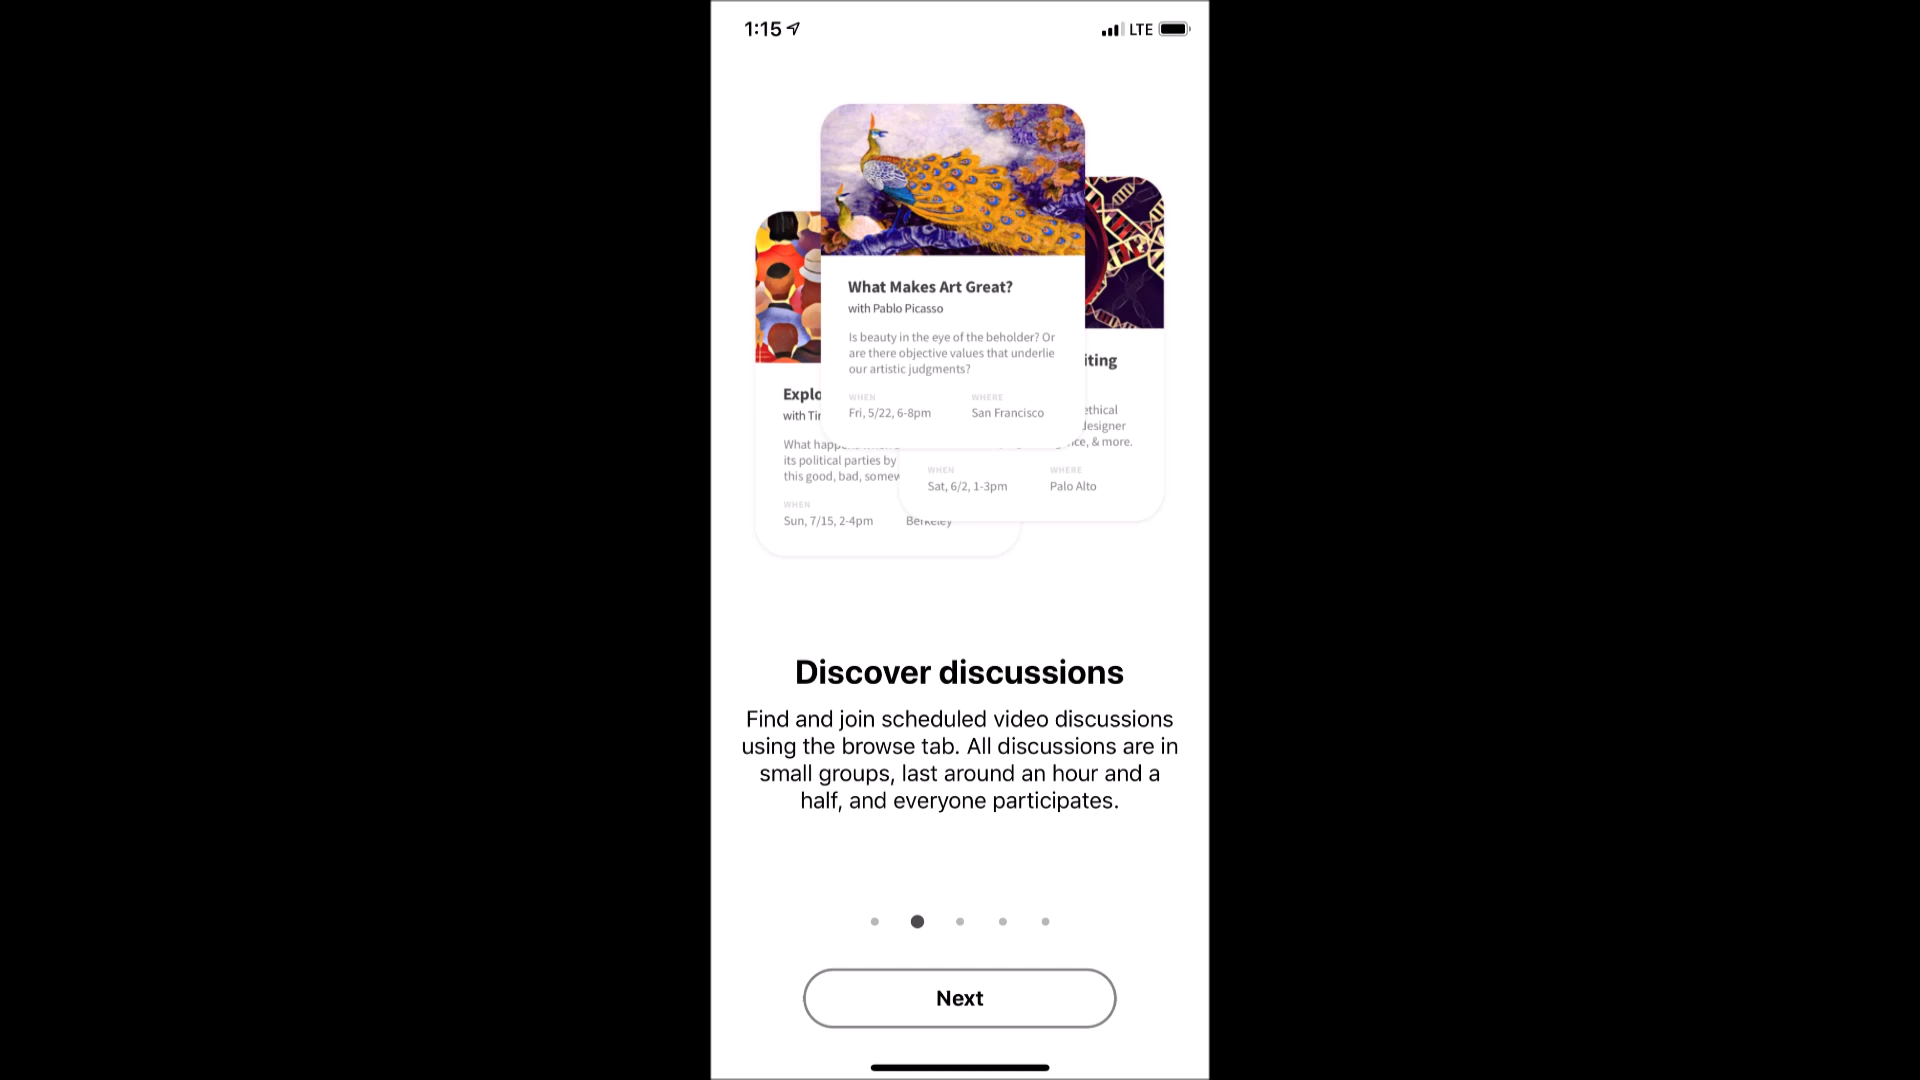 1:15
LTE
What Makes Art Great?
with Pablo Picasso
Is beauty in the eye of the beholder? Or
are there objective values that underlie
our artistic judgments?
WHEN
WHERE
Fri, 5/22, 6-8pm
San Francisco
What
its political parties by
this good, bad,
WHEN
Sun, 7/15, 2-4pm
Berkeley
ethical
designer
& more.
WHEN
WHERE
Sat, 6/2, 1-3pm
Palo Alto
Discover discussions
Find and join scheduled video discussions
using the browse tab. All discussions are in
small groups, last around an hour and a
half, and everyone participates.
Next